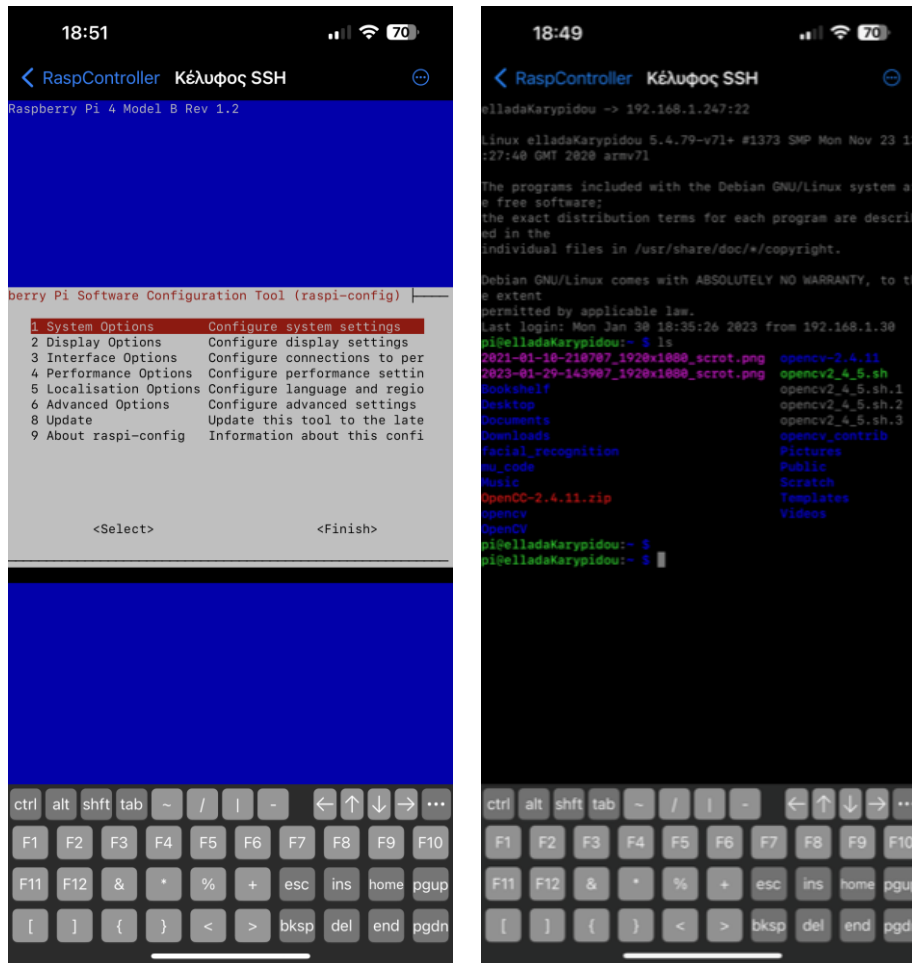 18:51
70
RaspController Κέλυφος SSH
Raspberry Pi 4 Model B Rev 1.2
berry Pi Software Configuration Tool (raspi-config)
1 System Options Configure system settings
2 Display Options Configure display settings
3 Interface Options Configure connections to per
4 Performance Options Configure performance settin
5 Localisation Options Configure language and regio
6 Advanced Options Configure advanced settings
8 Update Update this tool to the late
9 About raspi-config Information about this confi
<Select> <Finish>
ctrl alt shft tab ~ / | - ← ↑ ↓ → •••
F1 F2 F3 F4 F5 F6 F7 F8 F9 F10
F11 F12 & * % + esc ins home pgup
[ ] { } < > bksp del end pgdn
18:49
70
RaspController Κέλυφος SSH
elladaKarypidou -> 192.168.1.247:22
Linux elladaKarypidou 5.4.79-v7l+ #1373 SMP Mon Nov 23 1
:27:40 GMT 2020 armv7l
The programs included with the Debian GNU/Linux system a
e free software;
the exact distribution terms for each program are descri
ed in the
individual files in /usr/share/doc/*/copyright.
Debian GNU/Linux comes with ABSOLUTELY NO WARRANTY, to t
e extent
permitted by applicable law.
Last login: Mon Jan 30 18:35:26 2023 from 192.168.1.30
pi@elladaKarypidou:~ $ ls
2021-01-10-210707_1920x1080_scrot.png opencv-2.4.11
2023-01-29-143907_1920x1080_scrot.png opencv2_4_5.sh
Bookshelf opencv2_4_5.sh.1
Desktop opencv2_4_5.sh.2
Documents opencv2_4_5.sh.3
Downloads opencv_contrib
facial_recognition Pictures
mu_code Public
Music Scratch
OpenCC-2.4.11.zip Templates
opencv Videos
OpenCV
pi@elladaKarypidou:~ $
pi@elladaKarypidou:~ $
ctrl alt shft tab ~ / | - ← ↑ ↓ → •••
F1 F2 F3 F4 F5 F6 F7 F8 F9 F10
F11 F12 & * % + esc ins home pgu
[ ] { } < > bksp del end pgd